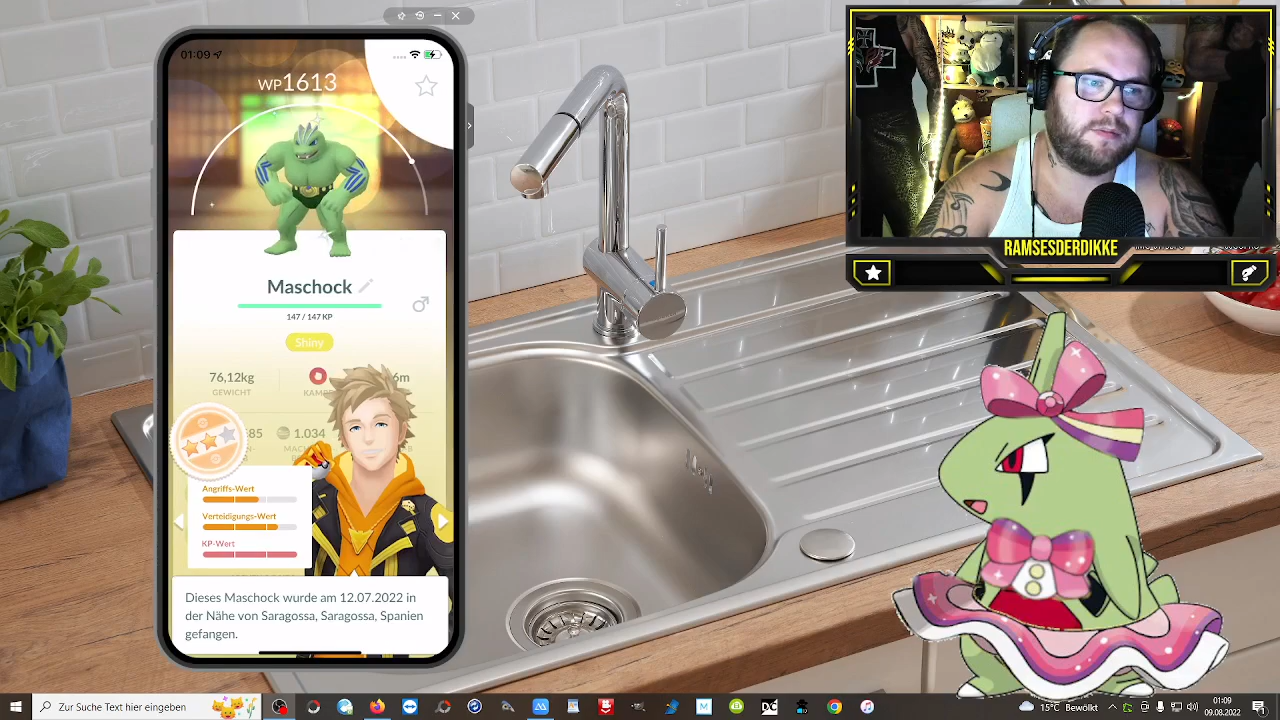 01:09
WP1613
Maschock
147 / 147 KP
Shiny
76,12kg
GEWICHT
85
1.034
Angriffs-Wert
Verteidigungs-Wert
KP-Wert
Dieses Maschock wurde am 12.07.2022 in
der Nähe von Saragossa, Saragossa, Spanien
gefangen.
RAMSESDERDIKKE
Zur Suche Text hier eingeben
M
DC
15°C Bewölkt
01:09
09.08.2022